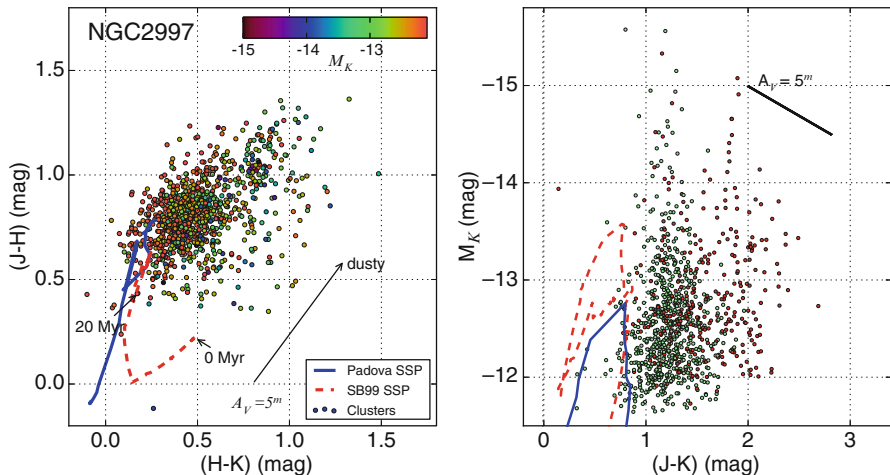 NGC2997
-15 -14 -13
M_K
1.5
1.0
0.5
0.0
(J-H) (mag)
dusty
20 Myr
0 Myr
A_V=5^m
Padova SSP
SB99 SSP
Clusters
0.0 0.5 1.0 1.5
(H-K) (mag)
A_V = 5^m
−15
−14
−13
−12
M_K (mag)
0 1 2 3
(J-K) (mag)